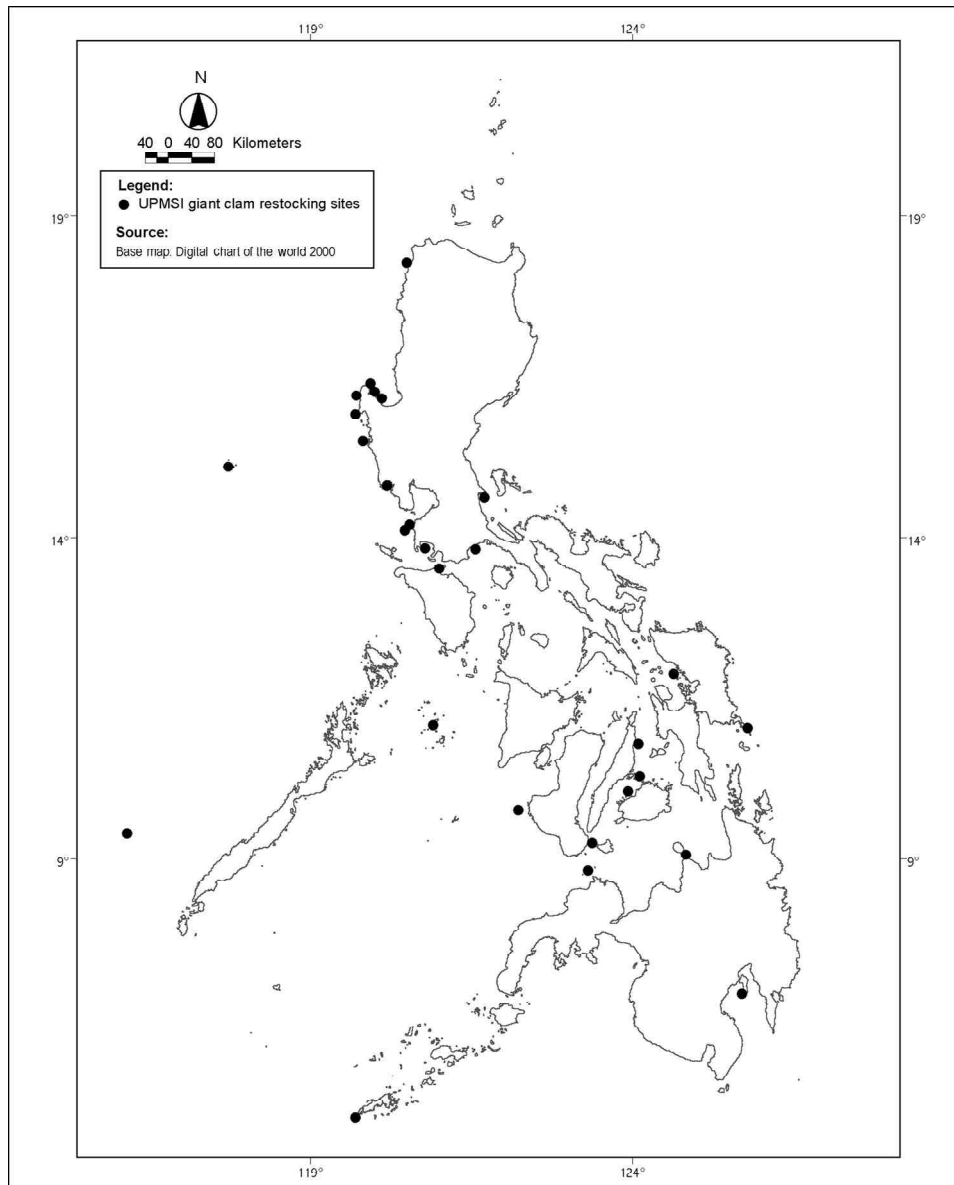 119° 124°
N
40 0 40 80 Kilometers
Legend:
UPMSI giant clam restocking sites
Source:
Base map: Digital chart of the world 2000
19° 19°
14° 14°
9° 9°
119° 124°